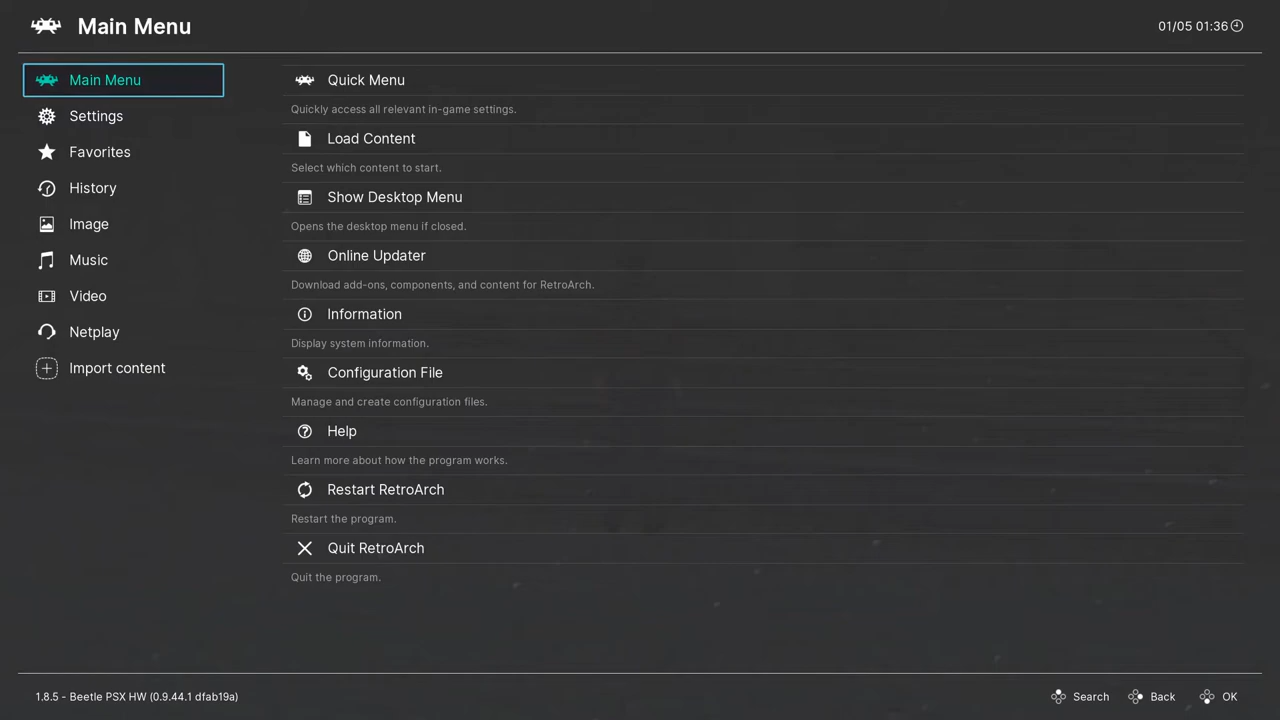 Main Menu
01/05 01:36
Main Menu
Settings
Favorites
History
Image
Music
Video
Netplay
Import content
Quick Menu
Quickly access all relevant in-game settings.
Load Content
Select which content to start.
Show Desktop Menu
Opens the desktop menu if closed.
Online Updater
Download add-ons, components, and content for RetroArch.
Information
Display system information.
Configuration File
Manage and create configuration files.
Help
Learn more about how the program works.
Restart RetroArch
Restart the program.
Quit RetroArch
Quit the program.
1.8.5 - Beetle PSX HW (0.9.44.1 dfab19a)
Search
Back
OK